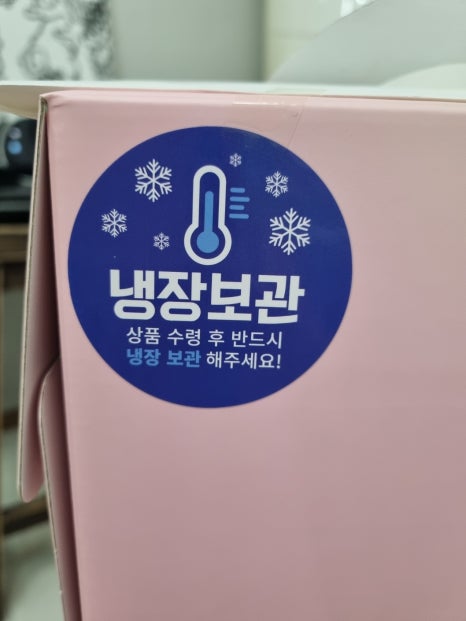 냉장보관
상품 수령 후 반드시
냉장 보관 해주세요!